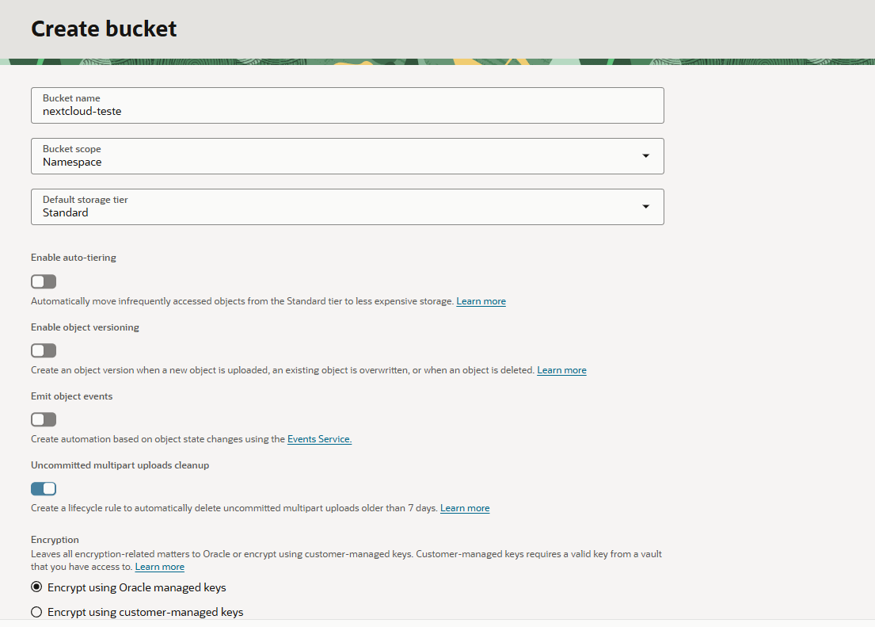 Create bucket
Bucket name
nextcloud-teste
Bucket scope
Namespace
Default storage tier
Standard
Enable auto-tiering
Automatically move infrequently accessed objects from the Standard tier to less expensive storage. Learn more
Enable object versioning
Create an object version when a new object is uploaded, an existing object is overwritten, or when an object is deleted. Learn more
Emit object events
Create automation based on object state changes using the Events Service.
Uncommitted multipart uploads cleanup
Create a lifecycle rule to automatically delete uncommitted multipart uploads older than 7 days. Learn more
Encryption
Leaves all encryption-related matters to Oracle or encrypt using customer-managed keys. Customer-managed keys requires a valid key from a vault
that you have access to. Learn more
Encrypt using Oracle managed keys
Encrypt using customer-managed keys